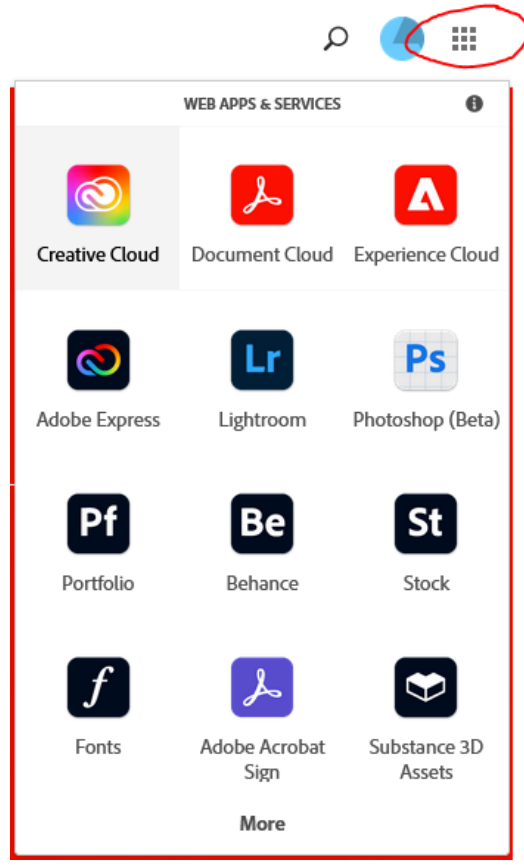 WEB APPS & SERVICES
Creative Cloud Document Cloud Experience Cloud
Lr Ps
Adobe Express Lightroom Photoshop (Beta)
Pf Be St
Portfolio Behance Stock
f
Fonts Adobe Acrobat Sign Substance 3D Assets
More